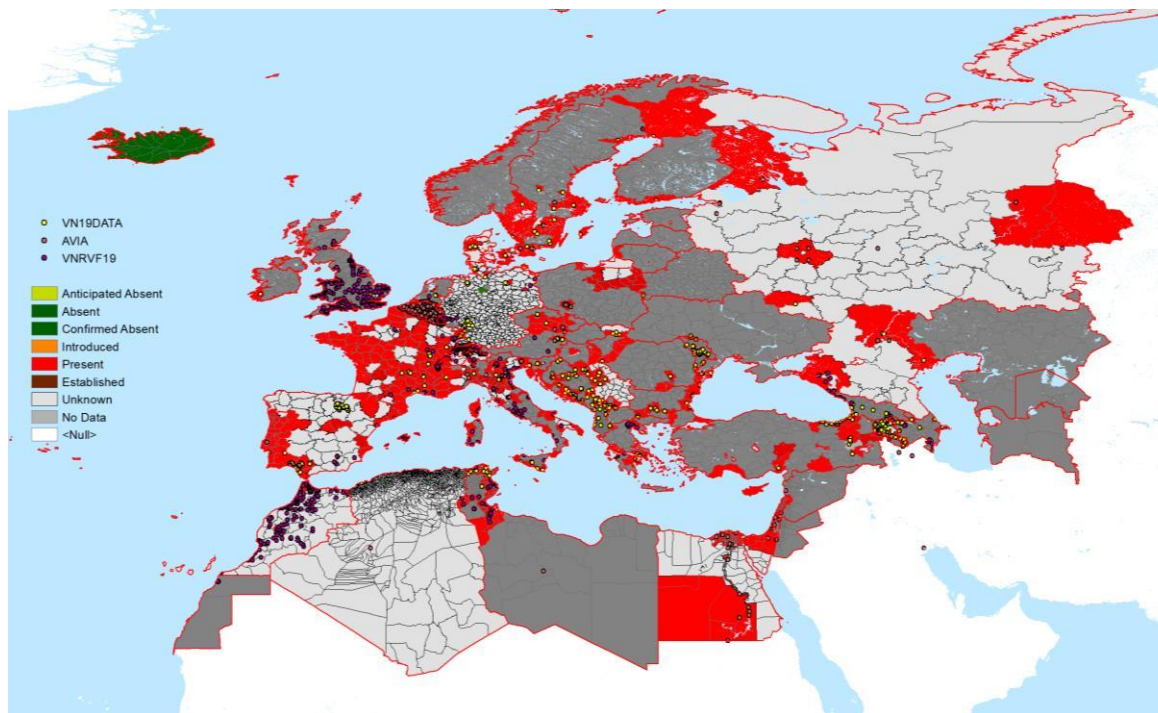 VN19DATA
AVIA
VNRVF19
Anticipated Absent
Absent
Confirmed Absent
Introduced
Present
Established
Unknown
No Data
<Null>